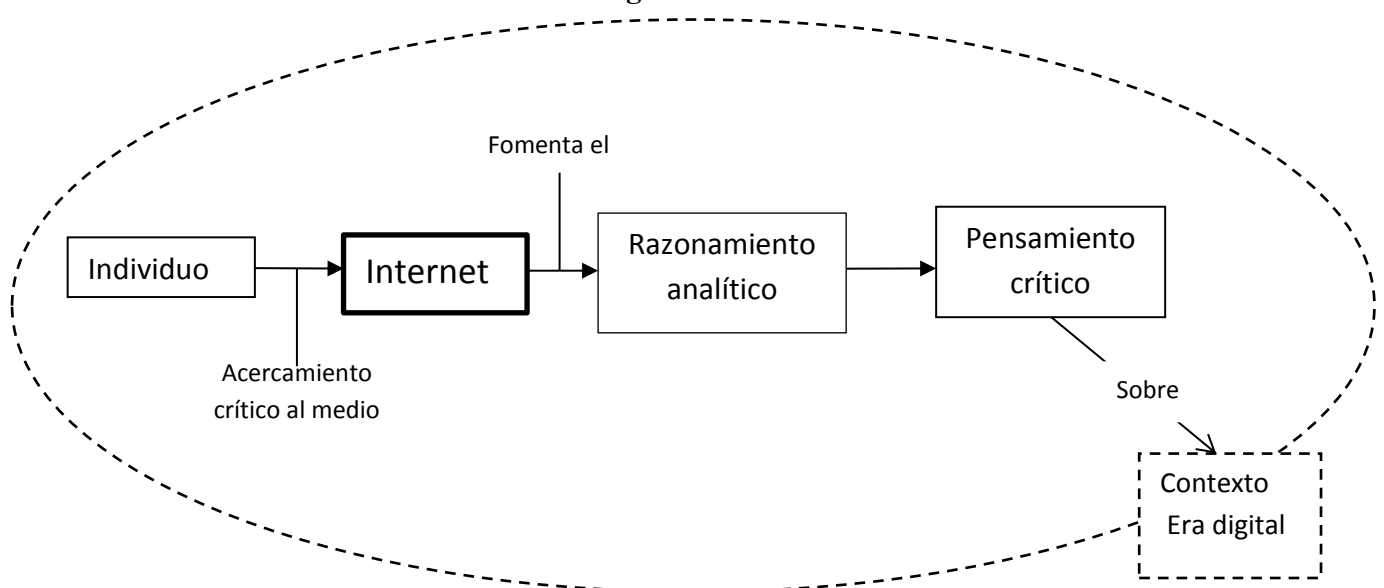 Fomenta el
Individuo
Internet
Razonamiento
analítico
Pensamiento
crítico
Acercamiento
crítico al medio
Sobre
Contexto
Era digital